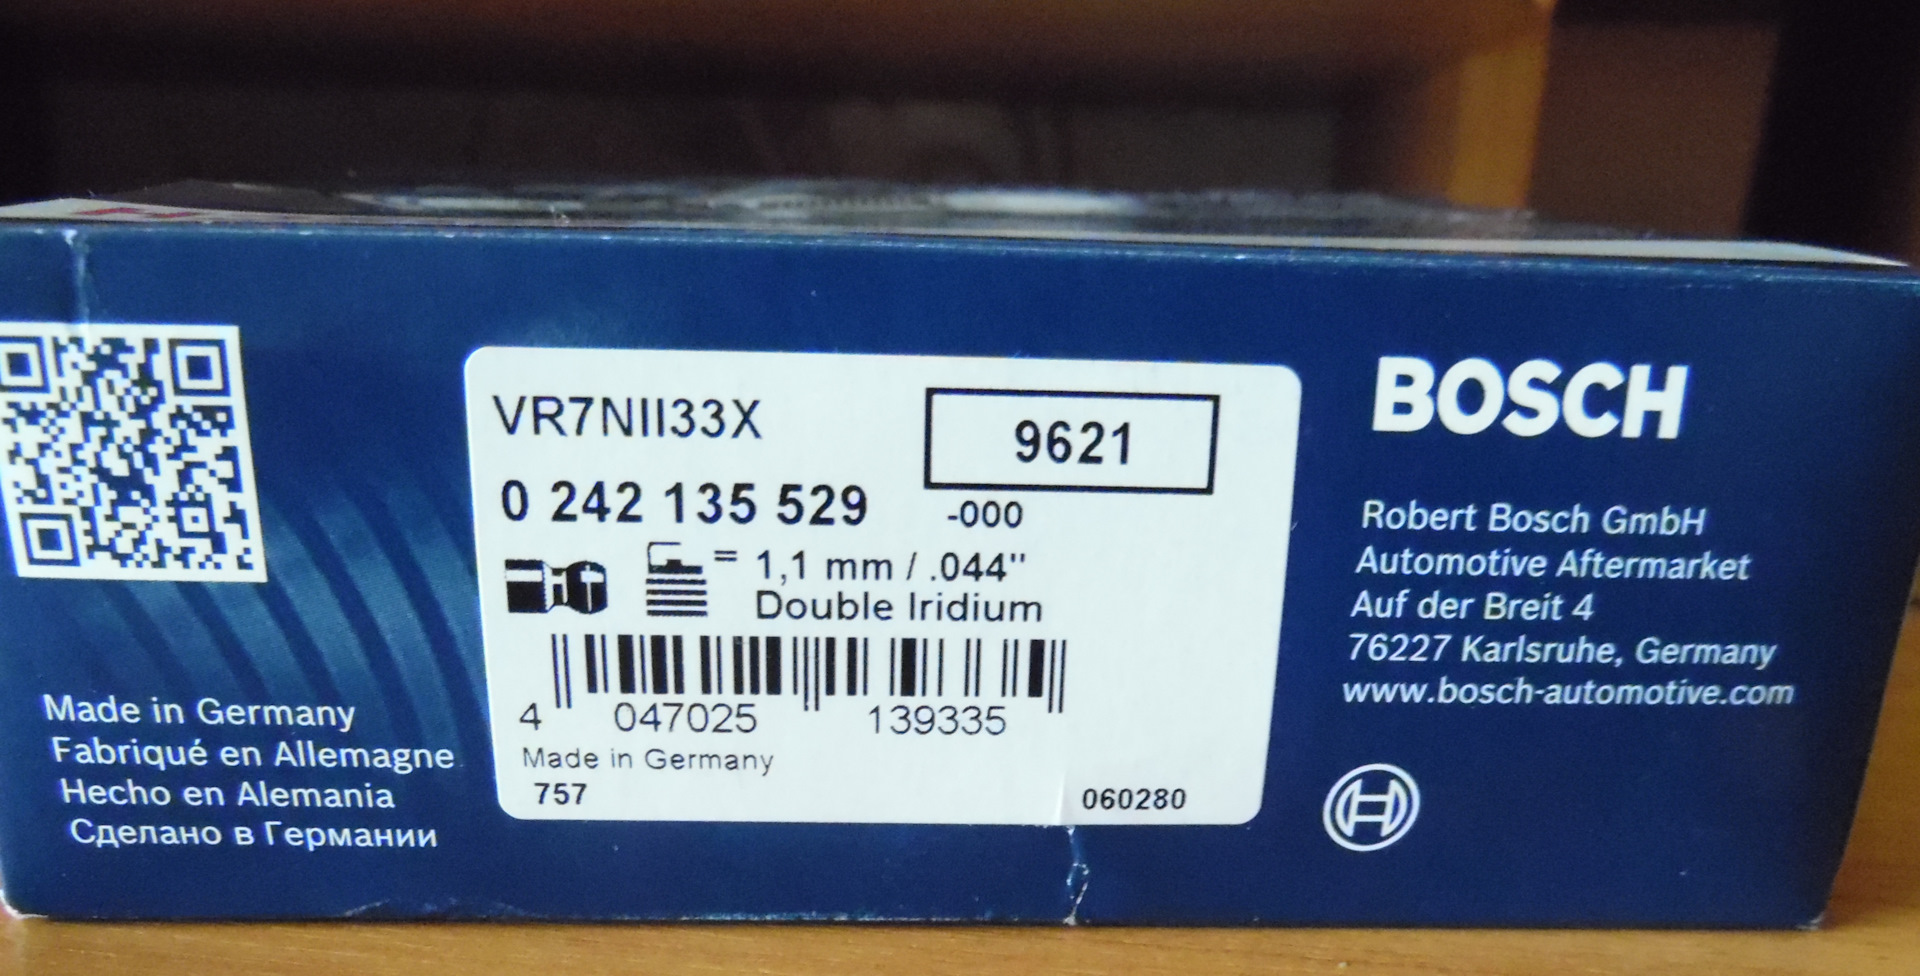 VR7NII33X
9621
0 242 135 529 -000
= 1,1 mm / .044"
Double Iridium
4 047025 139335
Made in Germany
757 060280
Made in Germany
Fabriqué en Allemagne
Hecho en Alemania
Сделано в Германии
BOSCH
Robert Bosch GmbH
Automotive Aftermarket
Auf der Breit 4
76227 Karlsruhe, Germany
www.bosch-automotive.com